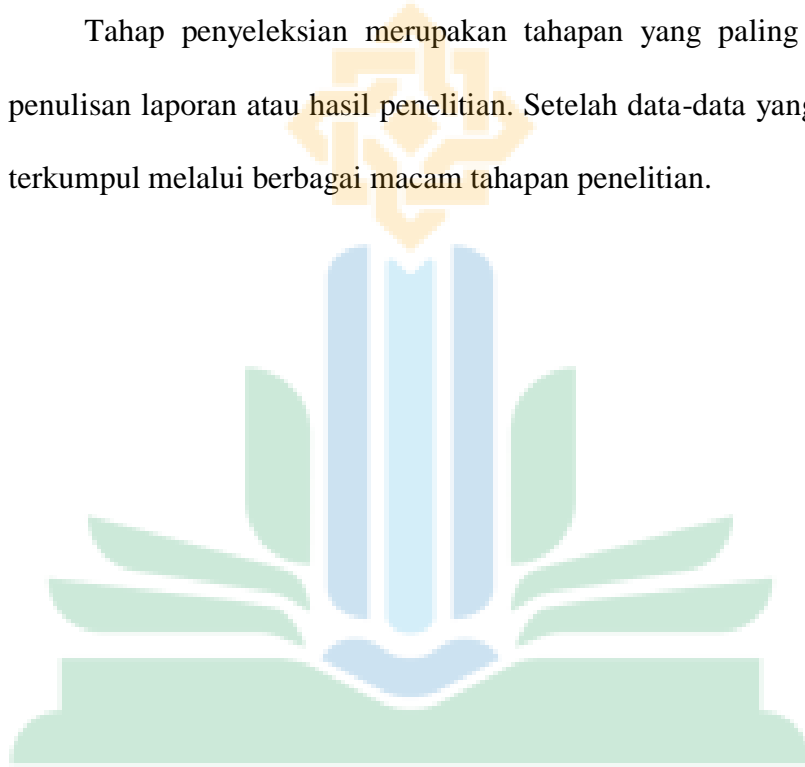 Tahap penyeleksian merupakan tahapan yang paling
penulisan laporan atau hasil penelitian. Setelah data-data yang
terkumpul melalui berbagai macam tahapan penelitian.